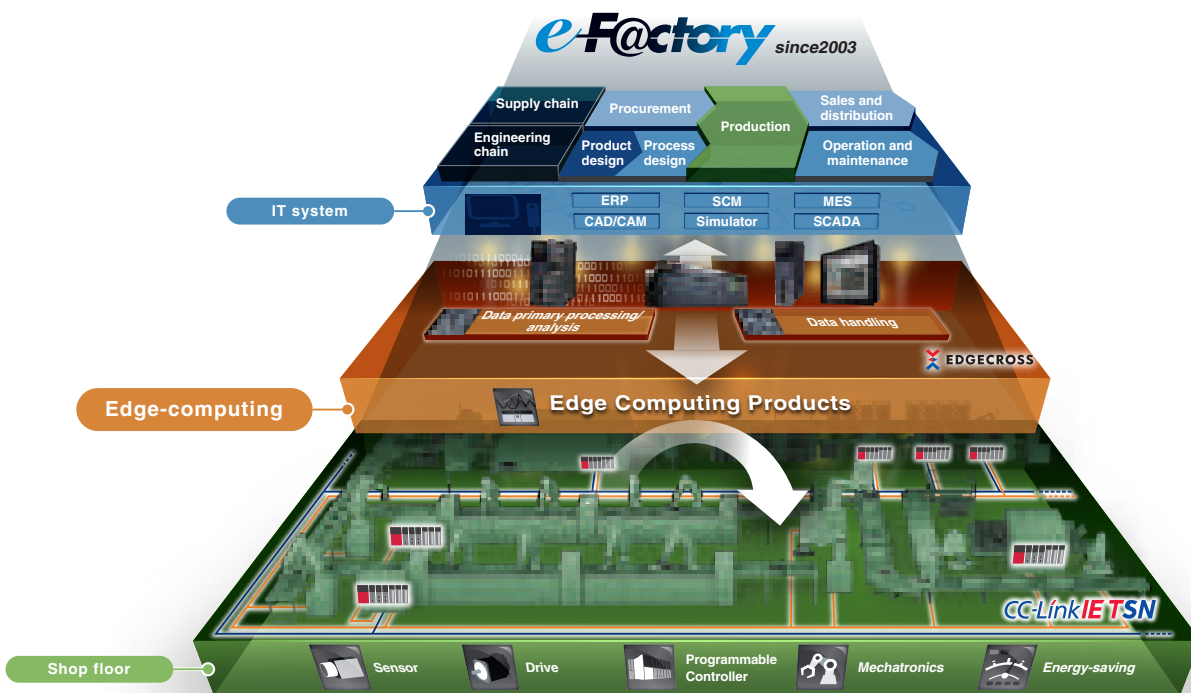 e-F@ctory since2003
Supply chain
Procurement
Production
Sales and
distribution
Engineering
chain
Product
design
Process
design
Operation and
maintenance
IT system
ERP
SCM
MES
CAD/CAM
Simulator
SCADA
Data primary processing/
analysis
Data handling
EDGECROSS
Edge-computing
Edge Computing Products
CC-Link IE TSN
Shop floor
Sensor
Drive
Programmable
Controller
Mechatronics
Energy-saving